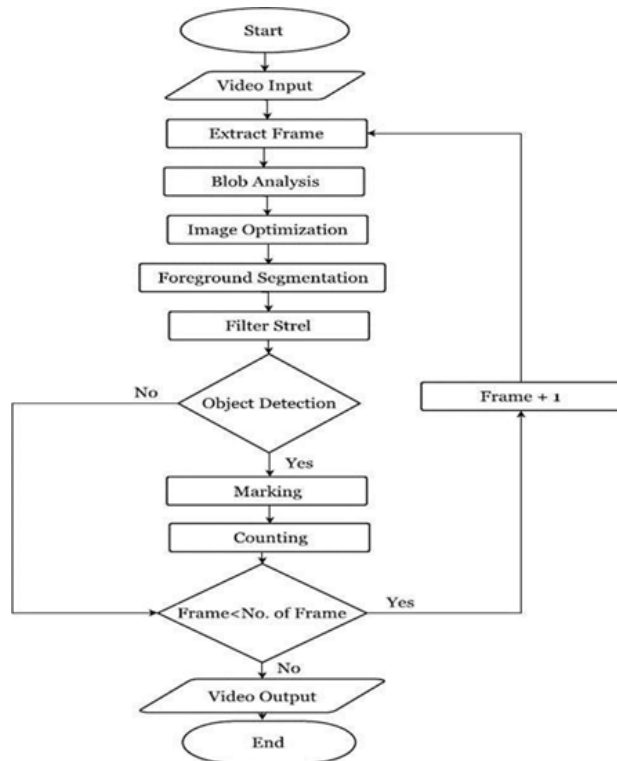 Start
Video Input
Extract Frame
Blob Analysis
Image Optimization
Foreground Segmentation
Filter Strel
No
Object Detection
Frame + 1
Yes
Marking
Counting
Frame<No. of Frame
Yes
No
Video Output
End